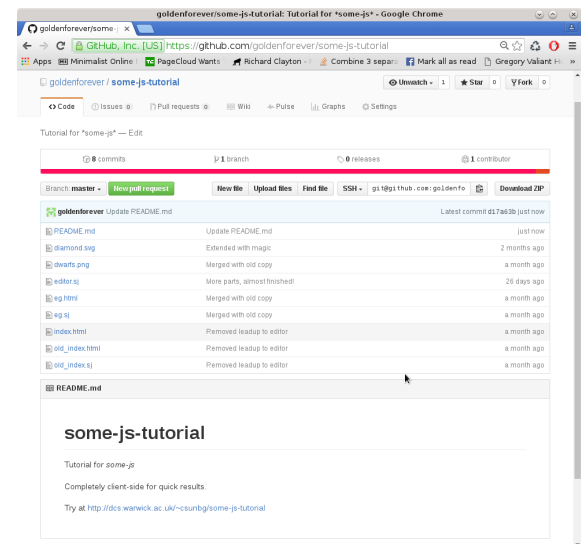 goldenforever/some-js-tutorial: Tutorial for *some-js* - Google Chrome
goldenforever/some-j
GitHub, Inc. [US] https://github.com/goldenforever/some-js-tutorial
Apps Minimalist Online PageCloud Wants Richard Clayton - Combine 3 separa Mark all as read Gregory Valiant H »
goldenforever / some-js-tutorial Unwatch 1 Star 0 Fork 0
Code Issues 0 Pull requests 0 Wiki Pulse Graphs Settings
Tutorial for *some-js* — Edit
8 commits 1 branch 0 releases 1 contributor
Branch: master New pull request New file Upload files Find file SSH git@github.com:goldenfo Download ZIP
goldenforever Update README.md Latest commit d17a63b just now
README.md Update README.md just now
diamond.svg Extended with magic 2 months ago
dwarfs.png Merged with old copy a month ago
editor.sj More parts, almost finished! 26 days ago
eg.html Merged with old copy a month ago
eg.sj Merged with old copy a month ago
index.html Removed leadup to editor a month ago
old_index.html Removed leadup to editor a month ago
old_index.sj Removed leadup to editor a month ago
README.md
some-js-tutorial
Tutorial for some-js
Completely client-side for quick results.
Try at http://dcs.warwick.ac.uk/~csunbg/some-js-tutorial